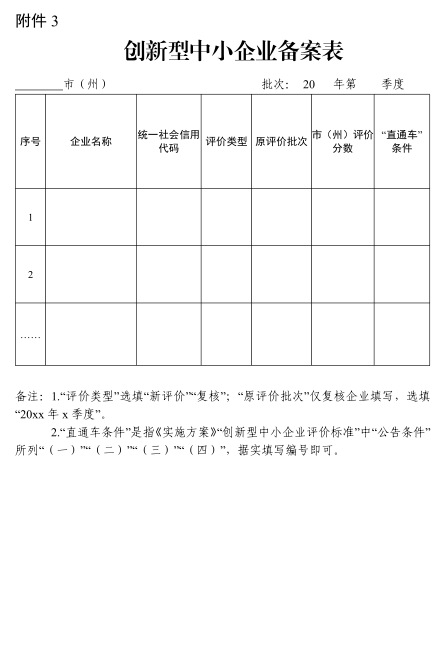 附件 3
创新型中小企业备案表
________市（州） 批次： 20 年第 季度
序号 企业名称 统一社会信用代码 评价类型 原评价批次 市（州）评价分数 “直通车”条件
1
2
……
备注：1.“评价类型”选填“新评价”“复核”；“原评价批次”仅复核企业填写，选填
“20xx 年 x 季度”。
2.“直通车条件”是指《实施方案》“创新型中小企业评价标准”中“公告条件”
所列“（一）”“（二）”“（三）”“（四）”，据实填写编号即可。